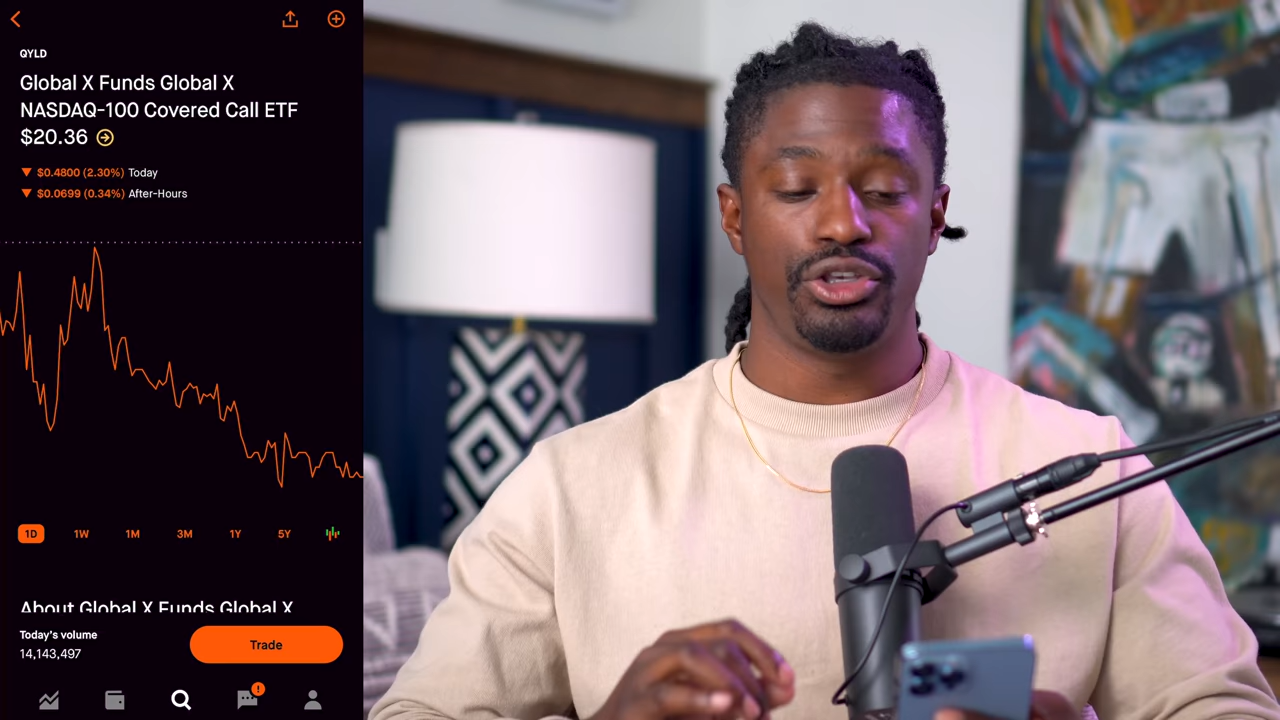 QYLD
Global X Funds Global X
NASDAQ-100 Covered Call ETF
$20.36
▼ $0.4800 (2.30%) Today
▼ $0.0699 (0.34%) After-Hours
1D 1W 1M 3M 1Y 5Y
About Global X Funds Global X
Today's volume
14,143,497
Trade
!